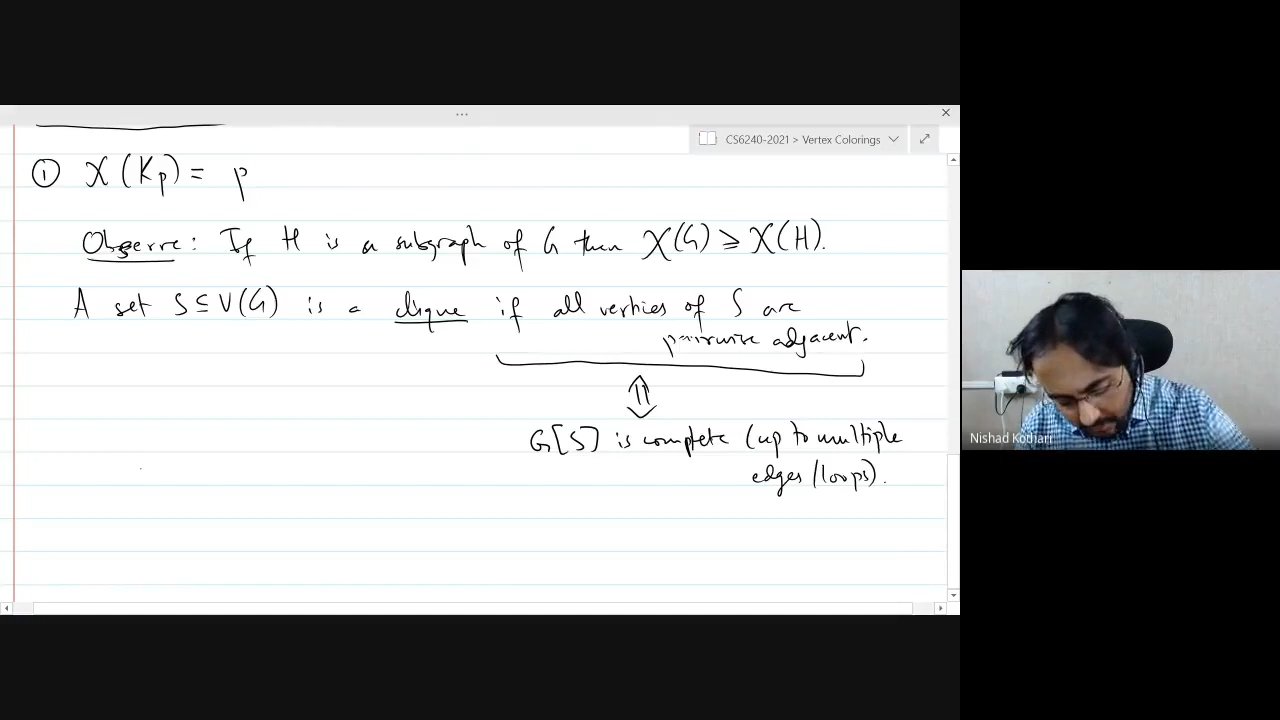 CS6240-2021 > Vertex Colorings
① χ(Kp) = p
Observe: If H is a subgraph of G then χ(G) ⩾ χ(H).
A set S ⊆ V(G) is a clique if all vertices of S are
pairwise adjacent.
⇕
G[S] is complete (up to multiple
edges/loops).
Nishad Kothari